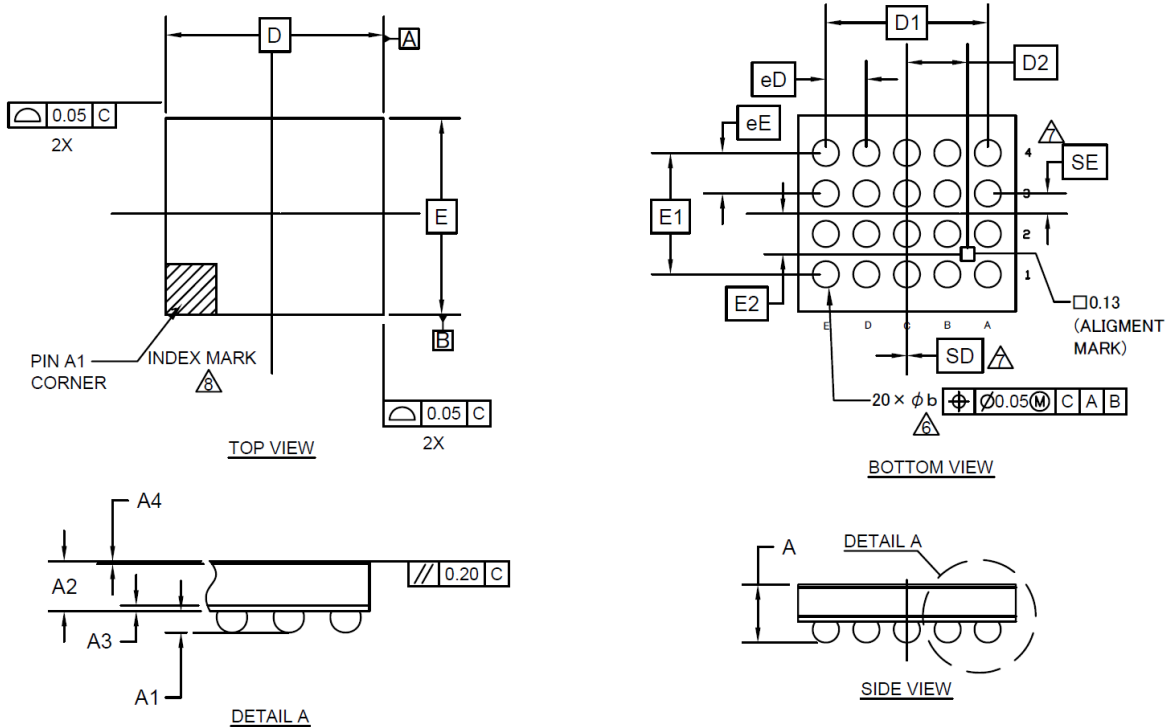 D
A
⌓ 0.05 C
2X
E
B
PIN A1
CORNER
INDEX MARK
8
⌓ 0.05 C
2X
TOP VIEW
D1
D2
eD
eE
7
SE
E1
E2
4
3
2
1
E D C B A
□0.13
(ALIGMENT
MARK)
SD
7
20 × φb ⌖ Ø0.05Ⓜ C A B
6
BOTTOM VIEW
A4
A2
A3
A1
// 0.20 C
DETAIL A
A
DETAIL A
SIDE VIEW